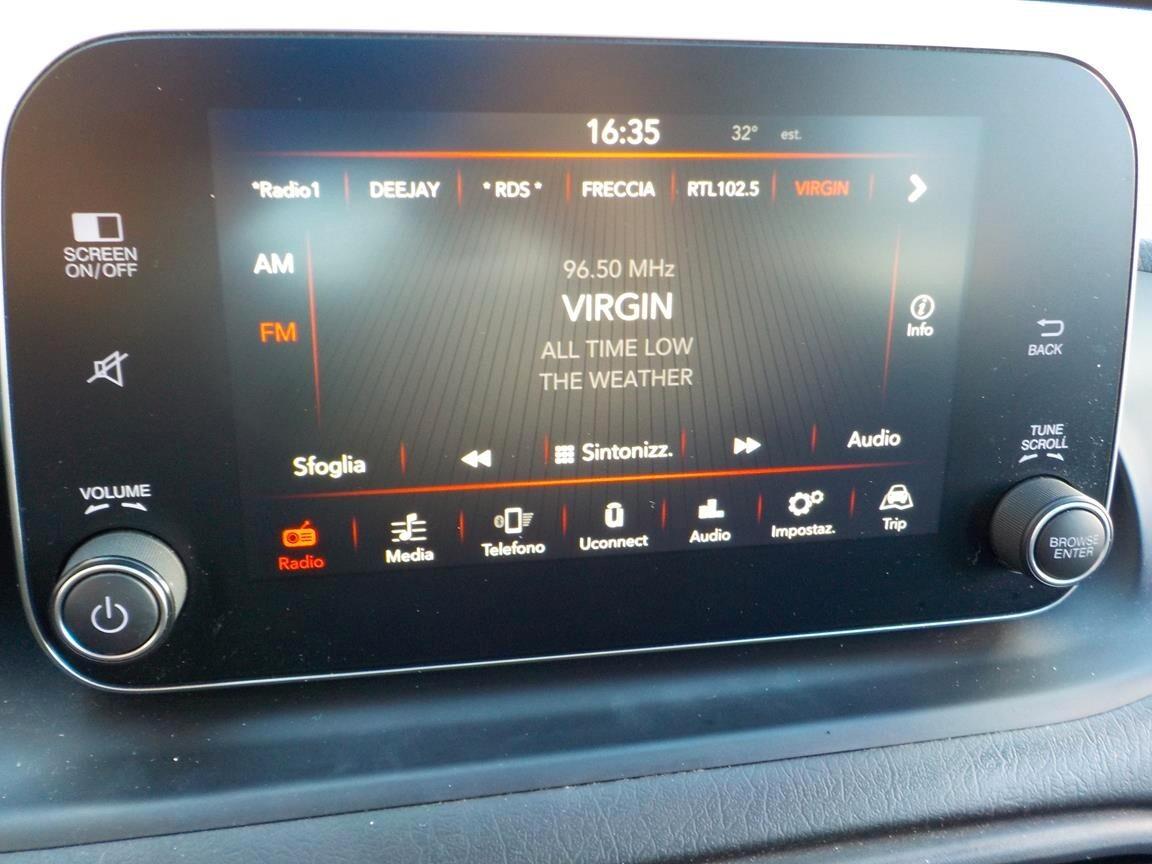 16:35 32° est.
*Radio1 DEEJAY *RDS* FRECCIA RTL102.5 VIRGIN
SCREEN
ON/OFF
AM
FM
96.50 MHz
VIRGIN
ALL TIME LOW
THE WEATHER
Info
BACK
TUNE
SCROLL
Sfoglia Sintonizz. Audio
VOLUME
Radio Media Telefono Uconnect Audio Impostaz. Trip
BROWSE
ENTER